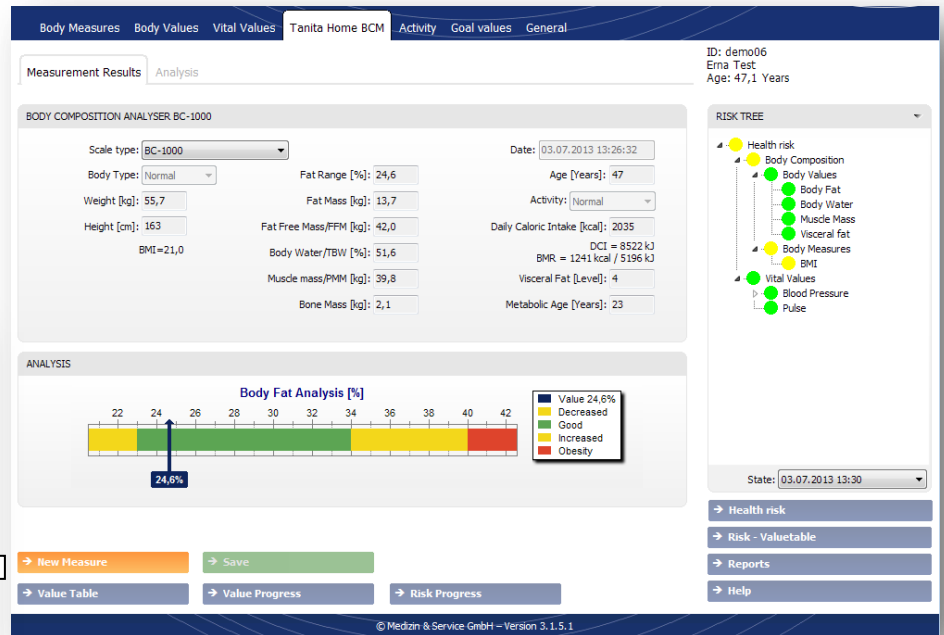 Body Measures Body Values Vital Values Tanita Home BCM Activity Goal values General
ID: demo06
Erna Test
Age: 47,1 Years
Measurement Results Analysis
BODY COMPOSITION ANALYSER BC-1000
Scale type: BC-1000
Date: 03.07.2013 13:26:32
Body Type: Normal
Fat Range [%]: 24,6
Age [Years]: 47
Weight [kg]: 55,7
Fat Mass [kg]: 13,7
Activity: Normal
Height [cm]: 163
Fat Free Mass/FFM [kg]: 42,0
Daily Caloric Intake [kcal]: 2035
BMI=21,0
Body Water/TBW [%]: 51,6
DCI = 8522 kJ
BMR = 1241 kcal / 5196 kJ
Muscle mass/PMM [kg]: 39,8
Visceral Fat [Level]: 4
Bone Mass [kg]: 2,1
Metabolic Age [Years]: 23
RISK TREE
Health risk
Body Composition
Body Values
Body Fat
Body Water
Muscle Mass
Visceral fat
Body Measures
BMI
Vital Values
Blood Pressure
Pulse
ANALYSIS
Body Fat Analysis [%]
22 24 26 28 30 32 34 36 38 40 42
24,6%
Value 24,6%
Decreased
Good
Increased
Obesity
State: 03.07.2013 13:30
Health risk
Risk - Valuetable
Reports
Help
New Measure Save
Value Table Value Progress Risk Progress
© Medizin & Service GmbH – Version 3.1.5.1